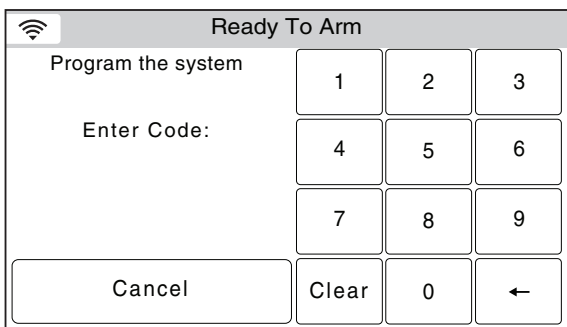 Ready To Arm
Program the system
Enter Code:
1 2 3
4 5 6
7 8 9
Cancel Clear 0 ←